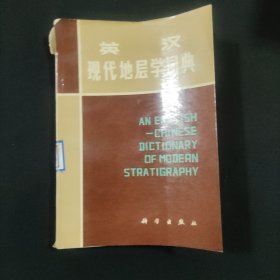 英 汉
现代地层学词典
AN ENGLISH
-CHINESE
DICTIONARY
OF MODERN
STRATIGRAPHY
科学出版社